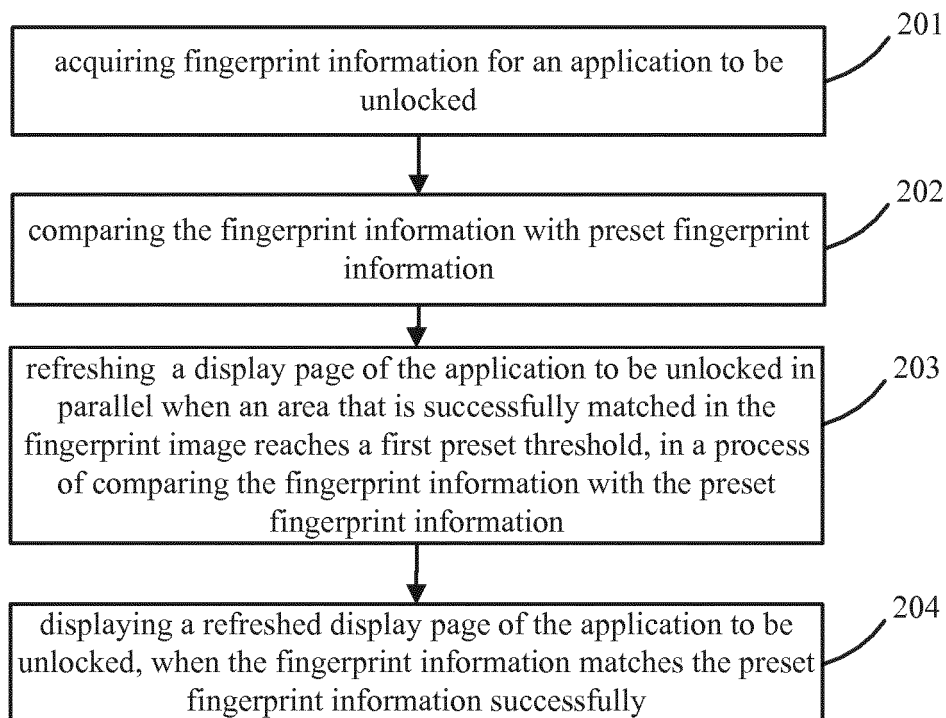 201
acquiring fingerprint information for an application to be
unlocked
202
comparing the fingerprint information with preset fingerprint
information
203
refreshing a display page of the application to be unlocked in
parallel when an area that is successfully matched in the
fingerprint image reaches a first preset threshold, in a process
of comparing the fingerprint information with the preset
fingerprint information
204
displaying a refreshed display page of the application to be
unlocked, when the fingerprint information matches the preset
fingerprint information successfully